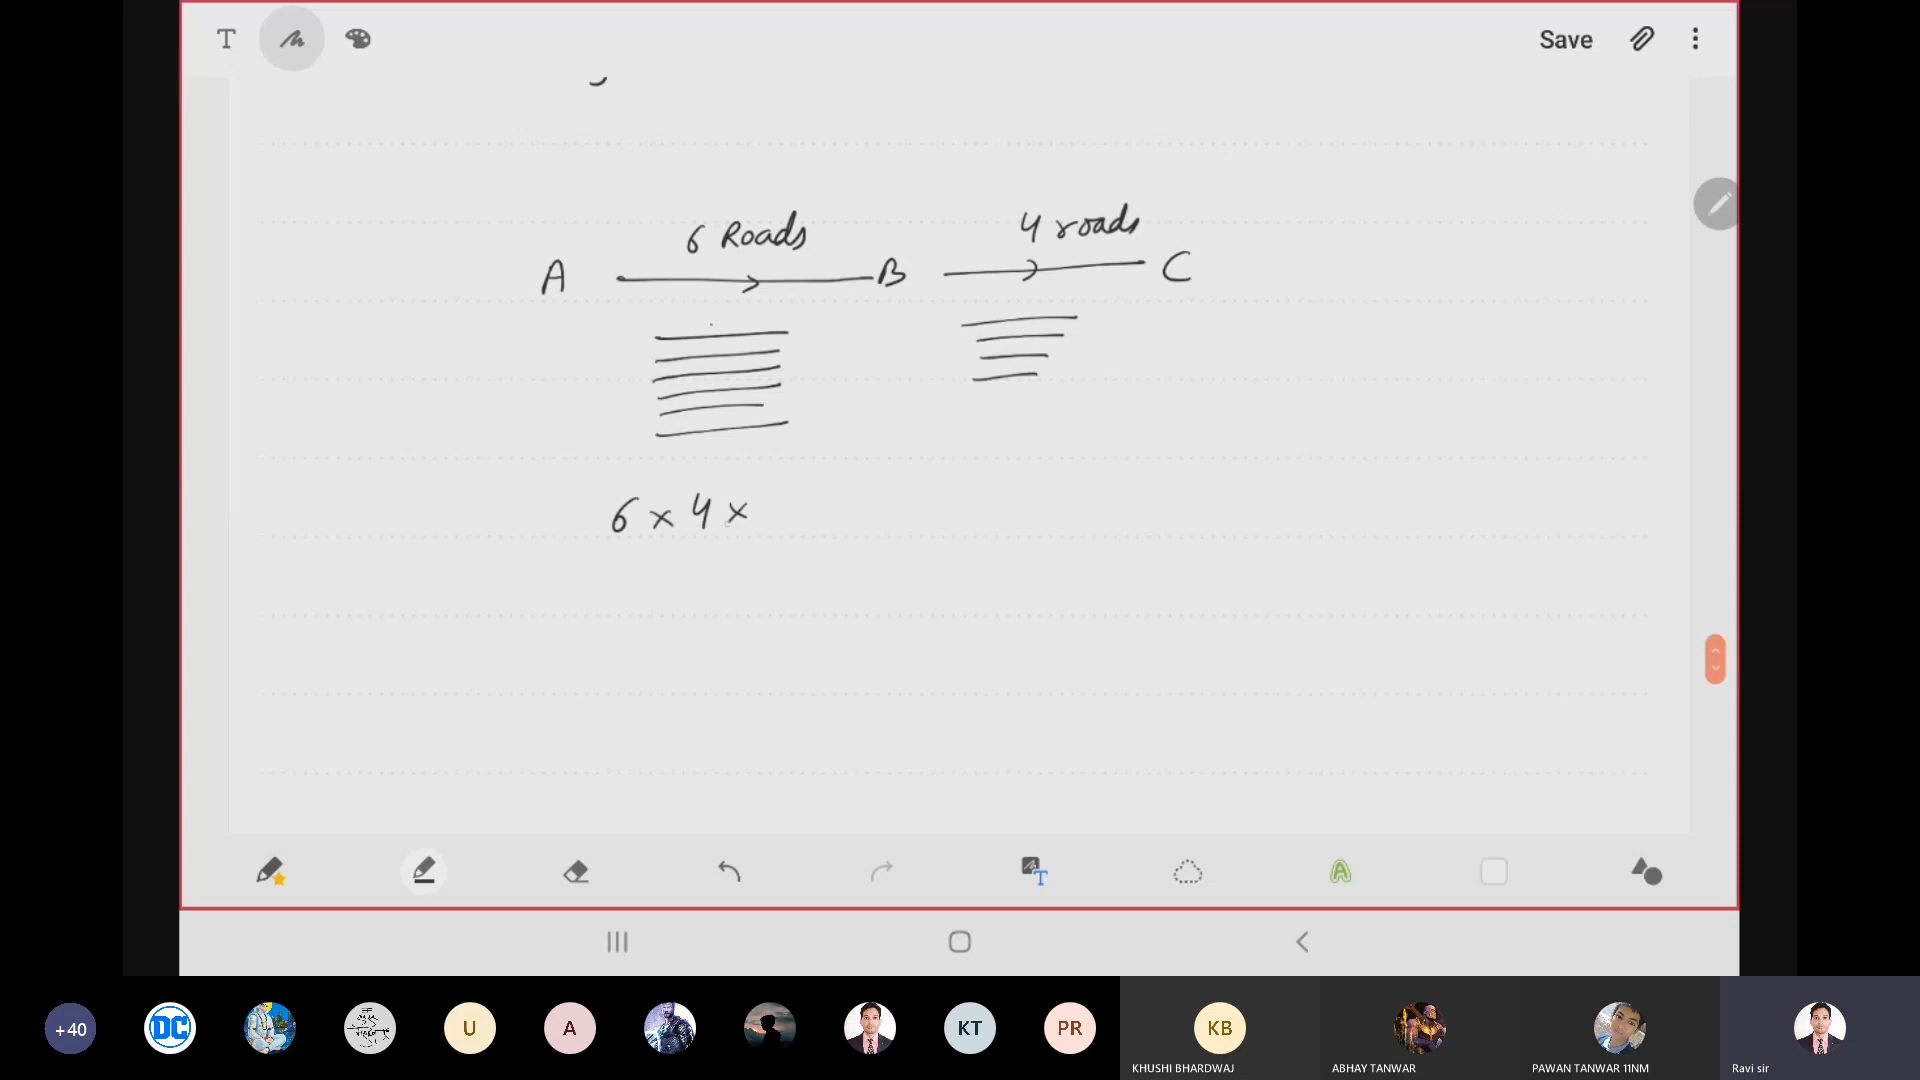 T
Save
6 Roads
4 roads
A
B
C
6 x 4 x
T
A
+40
DC
U
A
KT
PR
KB
KHUSHI BHARDWAJ
ABHAY TANWAR
PAWAN TANWAR 11NM
Ravi sir